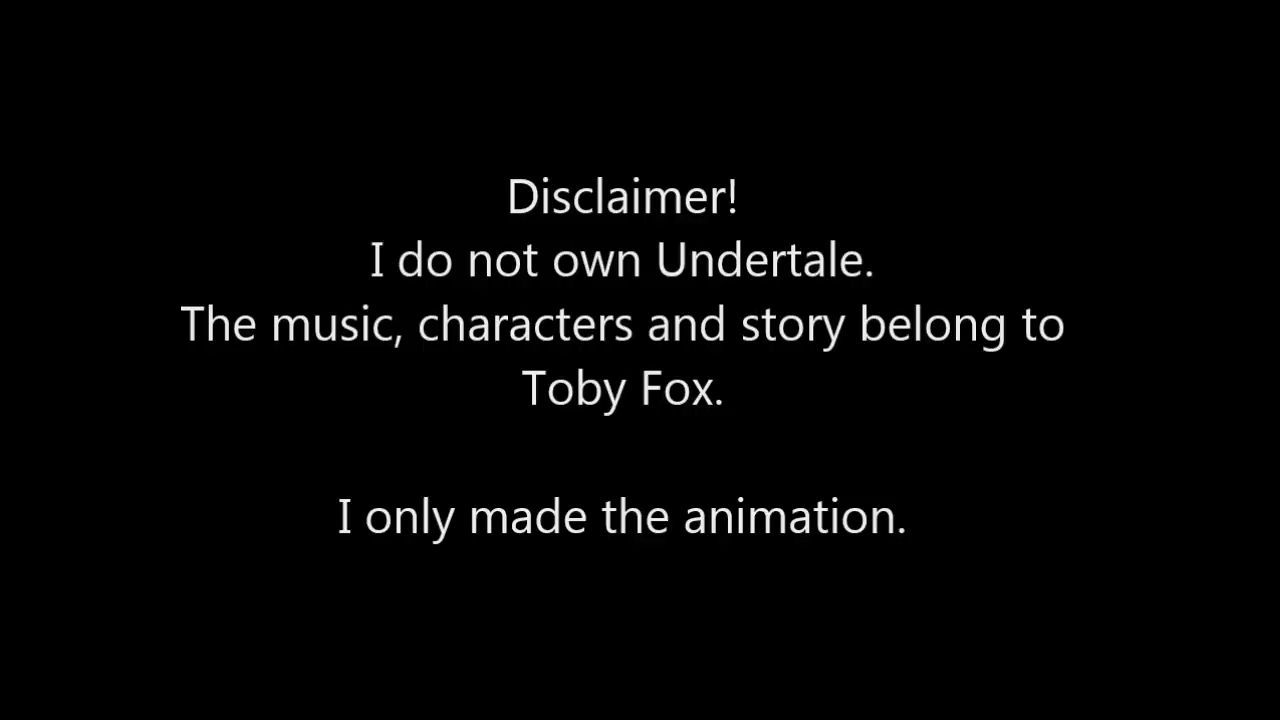 Disclaimer!
I do not own Undertale.
The music, characters and story belong to
Toby Fox.
I only made the animation.